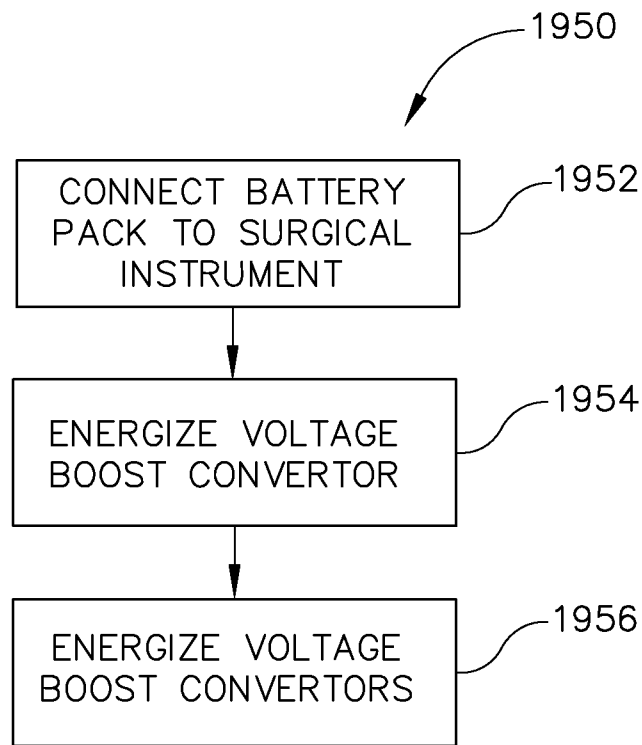 1950
CONNECT BATTERY
PACK TO SURGICAL
INSTRUMENT
1952
ENERGIZE VOLTAGE
BOOST CONVERTOR
1954
ENERGIZE VOLTAGE
BOOST CONVERTORS
1956